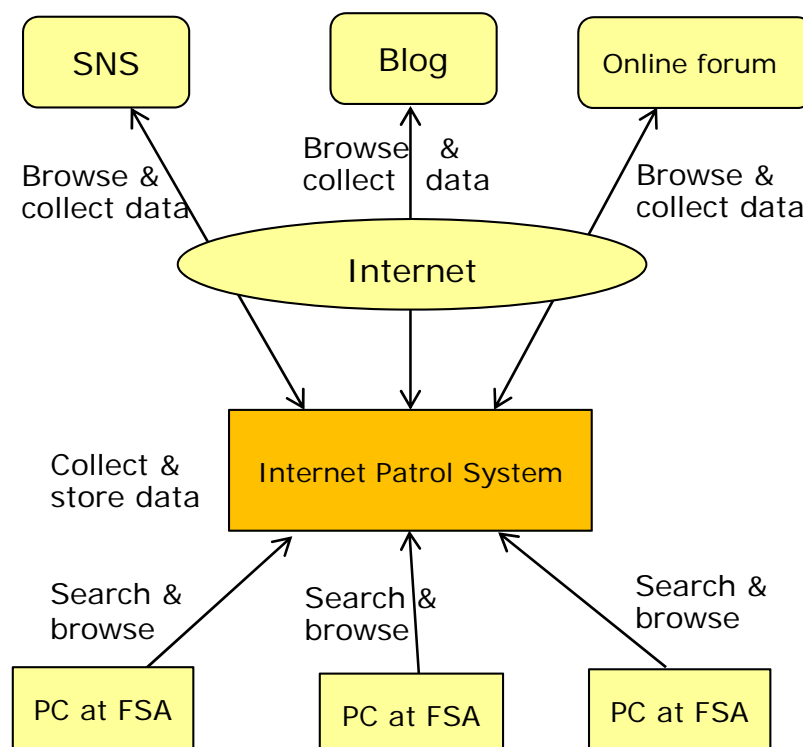 SNS
Blog
Online forum
Browse &
collect data
Browse &
collect data
Browse &
collect data
Internet
Collect &
store data
Internet Patrol System
Search &
browse
Search &
browse
Search &
browse
PC at FSA
PC at FSA
PC at FSA